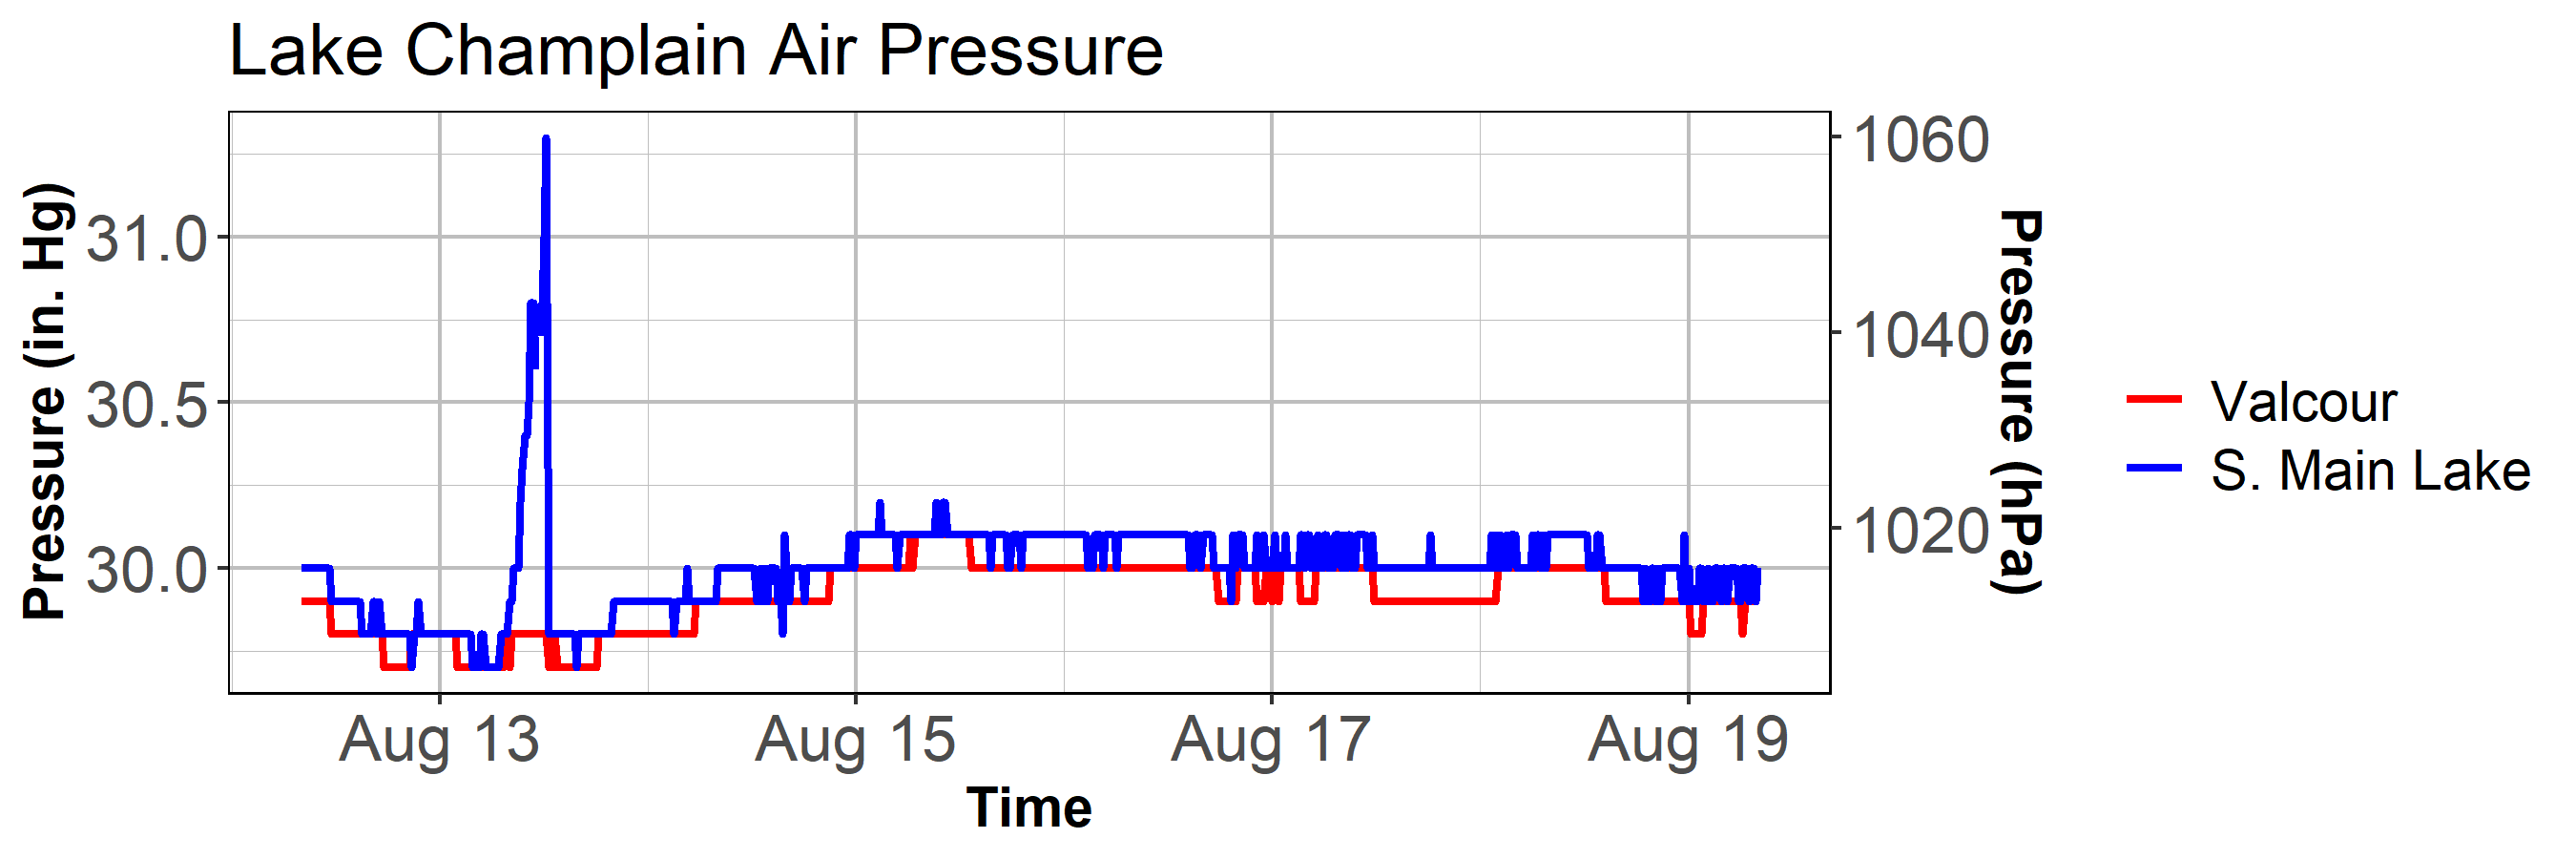 Lake Champlain Air Pressure
Pressure (in. Hg)
31.0
30.5
30.0
1060
1040
1020
Pressure (hPa)
Aug 13
Aug 15
Aug 17
Aug 19
Time
Valcour
S. Main Lake